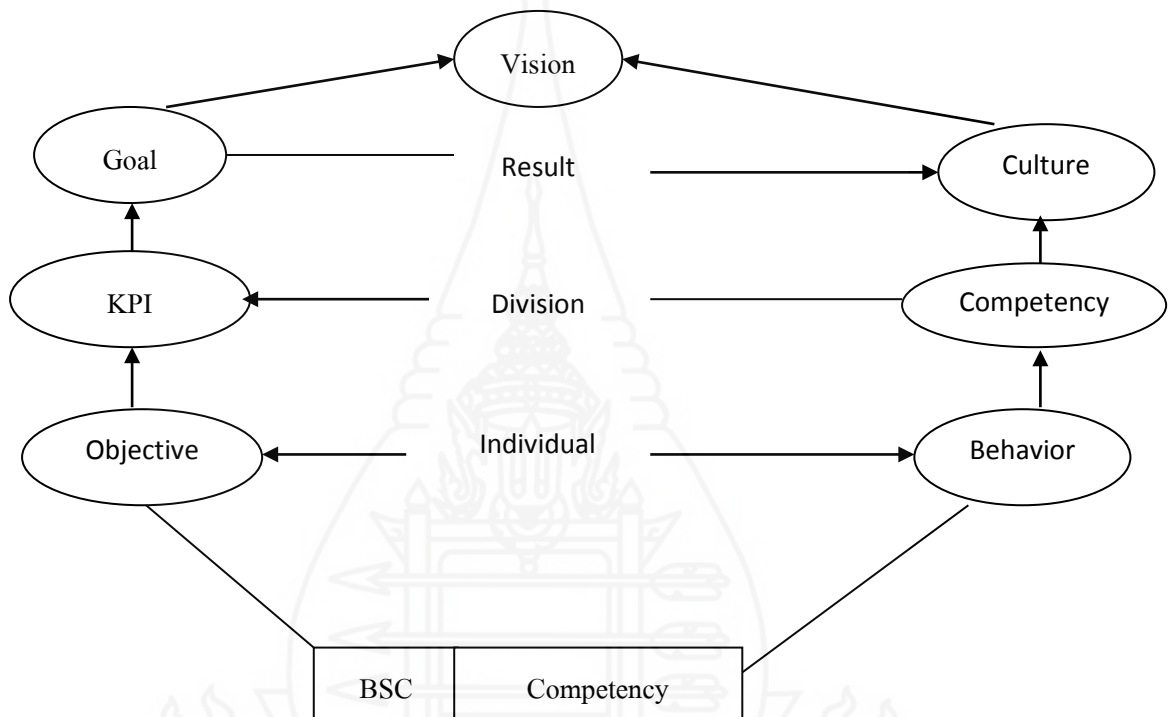 Vision
Goal
Result
Culture
KPI
Division
Competency
Objective
Individual
Behavior
BSC
Competency